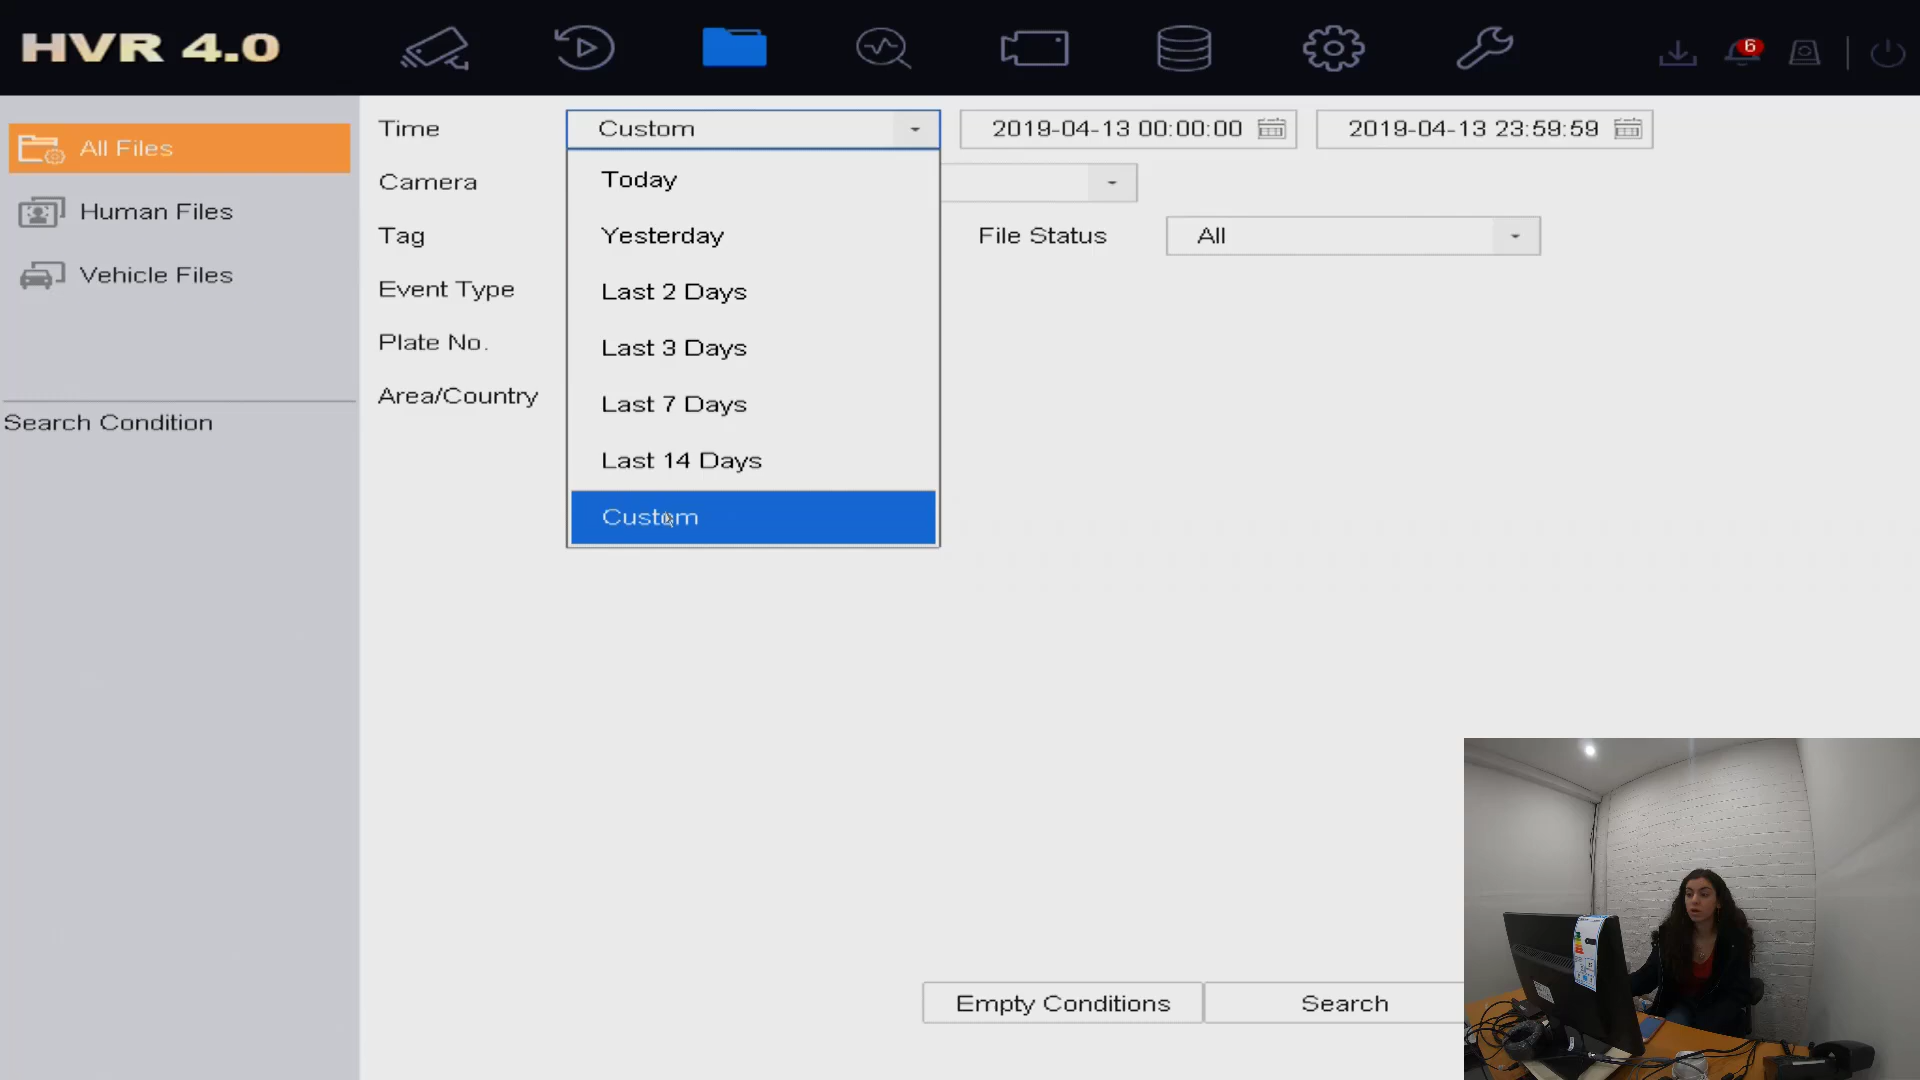 HVR 4.0
6
All Files
Human Files
Vehicle Files
Search Condition
Time
Custom
2019-04-13 00:00:00
2019-04-13 23:59:59
Camera
Tag
File Status
All
Event Type
Plate No.
Area/Country
Today
Yesterday
Last 2 Days
Last 3 Days
Last 7 Days
Last 14 Days
Custom
Empty Conditions
Search